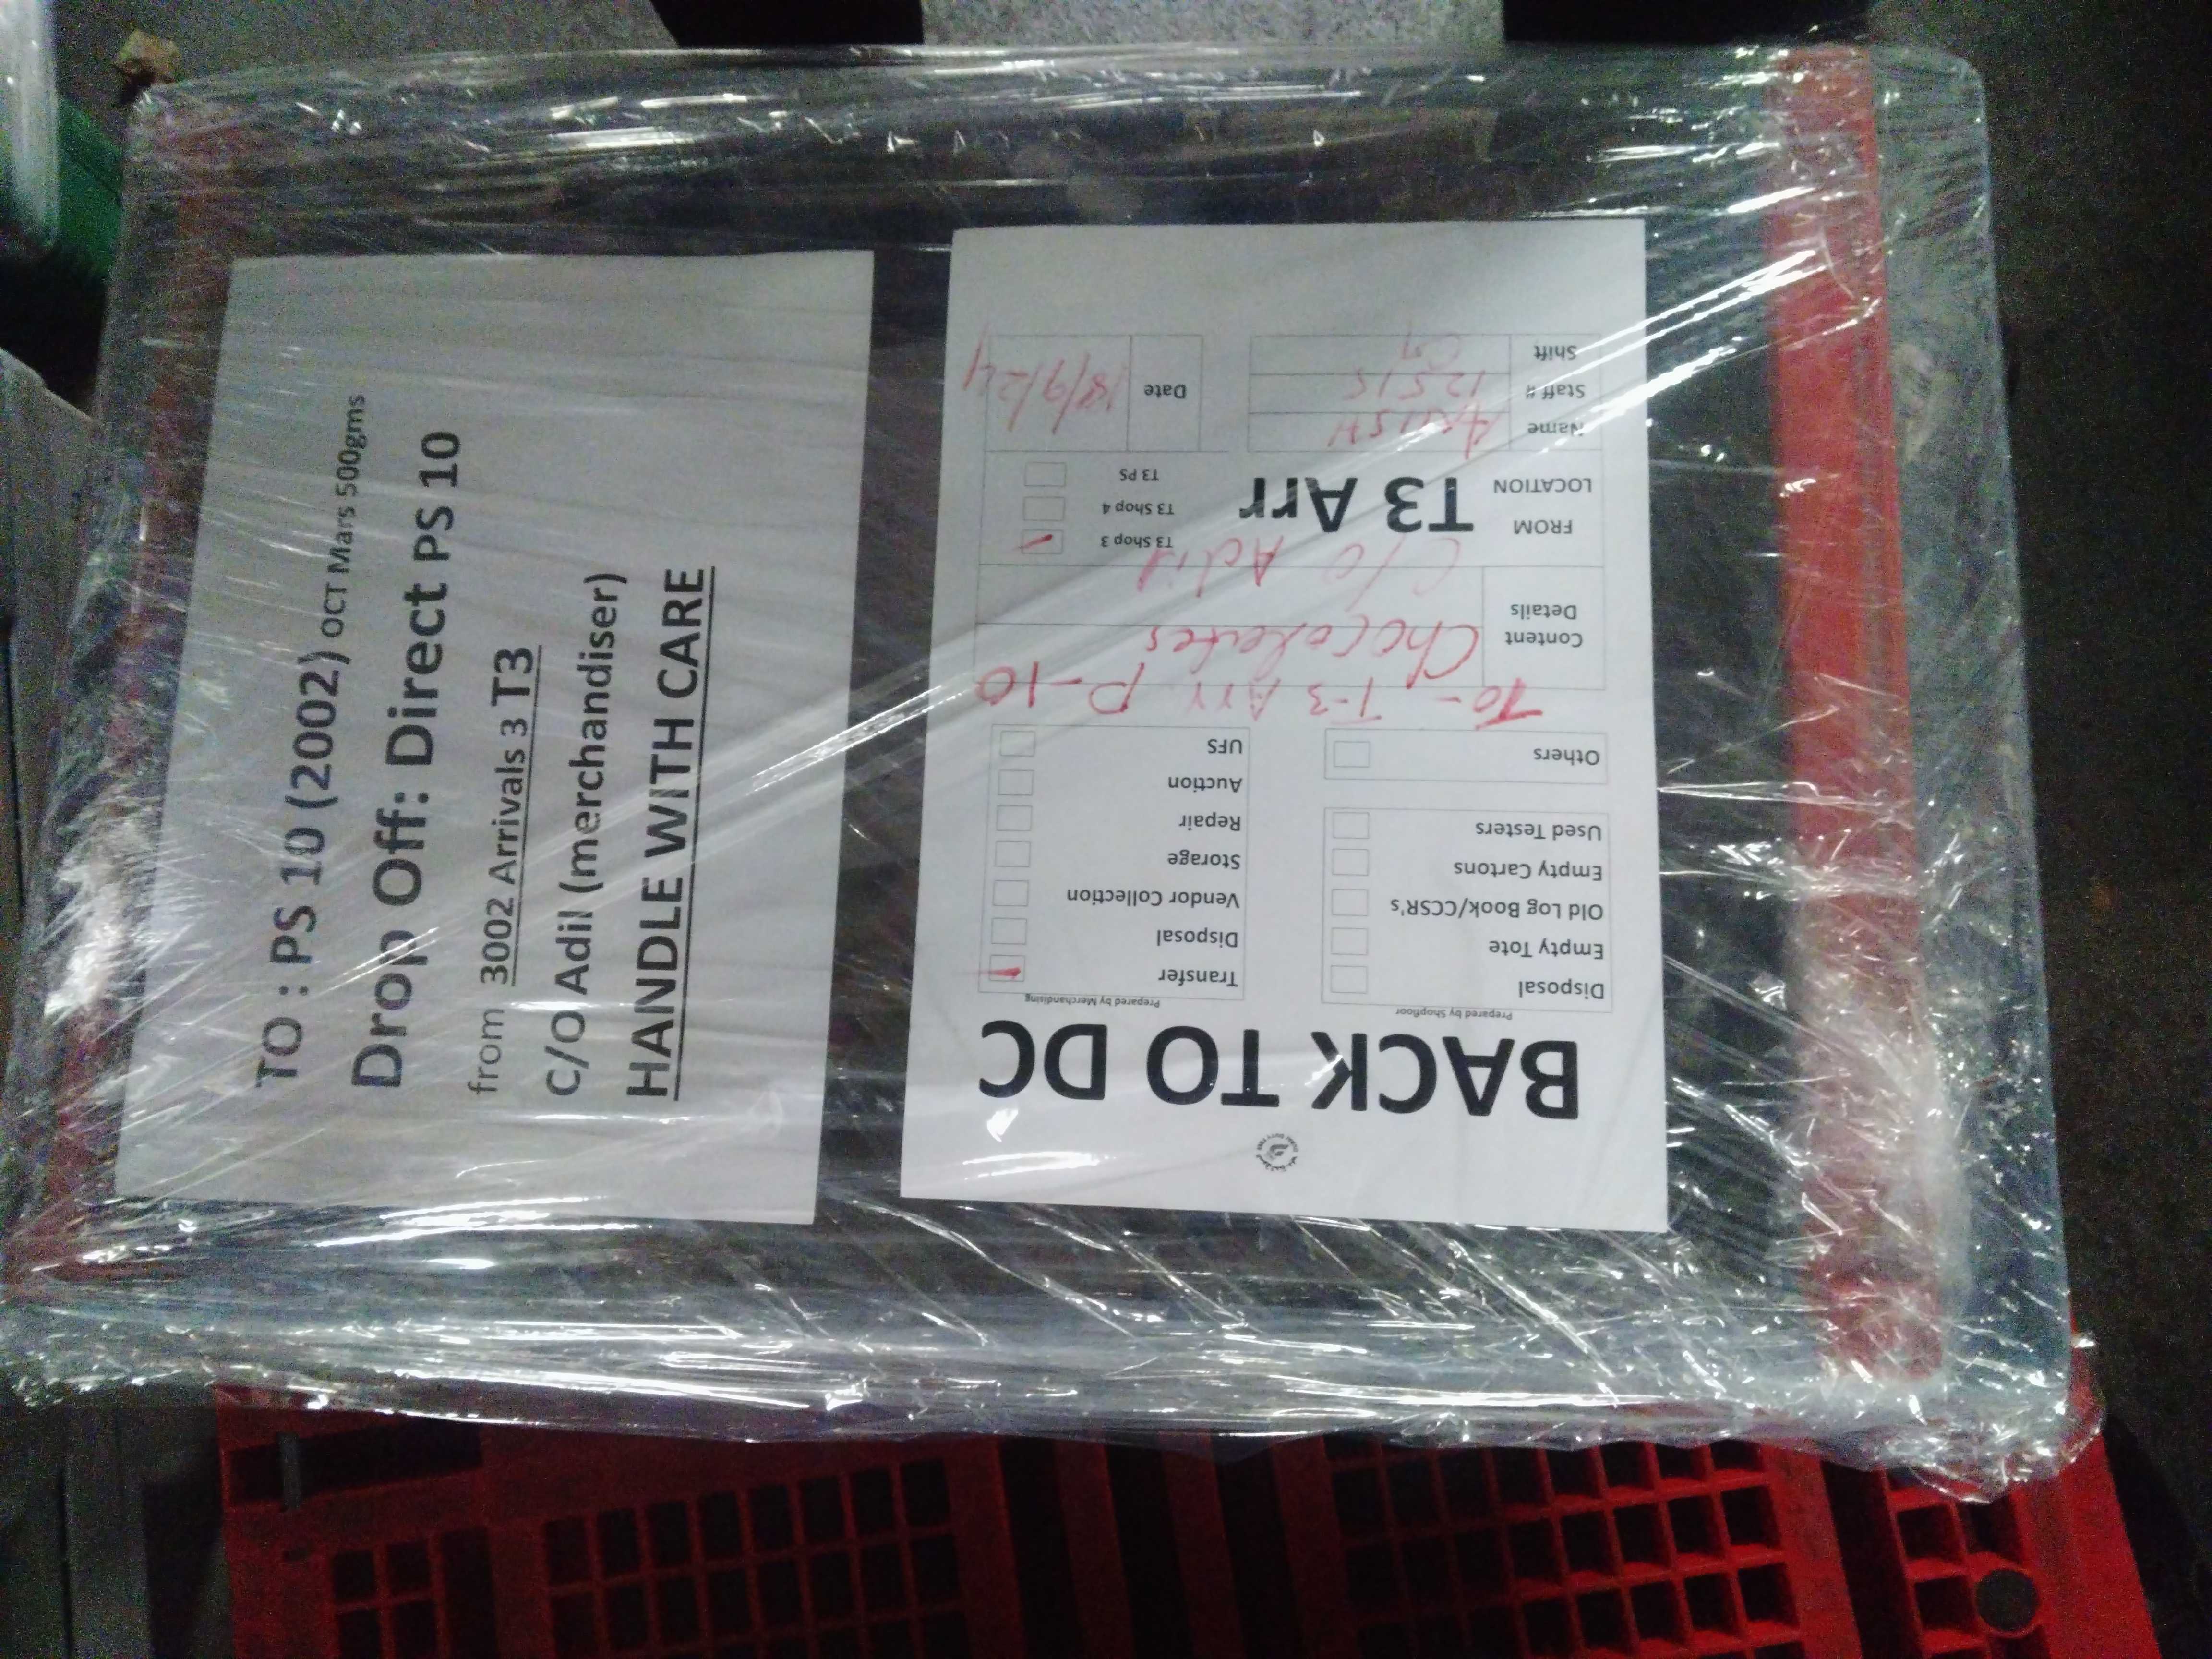 TO : PS 10 (2002) OCT Mars 500gms
Drop Off: Direct PS 10
from 3002 Arrivals 3 T3
C/O Adil (merchandiser)
HANDLE WITH CARE
BACK TO DC
Prepared by Shopfloor
Disposal
Empty Tote
Old Log Book/CCSR's
Empty Cartons
Used Testers
Others
Prepared by Merchandising
Transfer
Disposal
Vendor Collection
Storage
Repair
Auction
UFS
To- T-3 Arr P-10
Content Details
Chocolates
C/O Adil
FROM LOCATION
T3 Arr
T3 Shop 3
T3 Shop 4
T3 PS
Name
Staff # 12515
Shift
Date 18/9/24